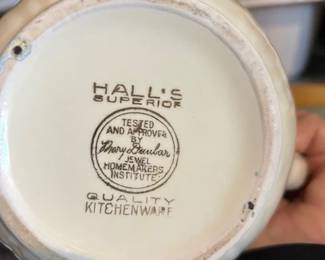 HALL'S
SUPERIOR
TESTED
AND APPROVED
BY
Mary Dunbar
JEWEL
HOMEMAKERS
INSTITUTE
QUALITY
KITCHENWARE